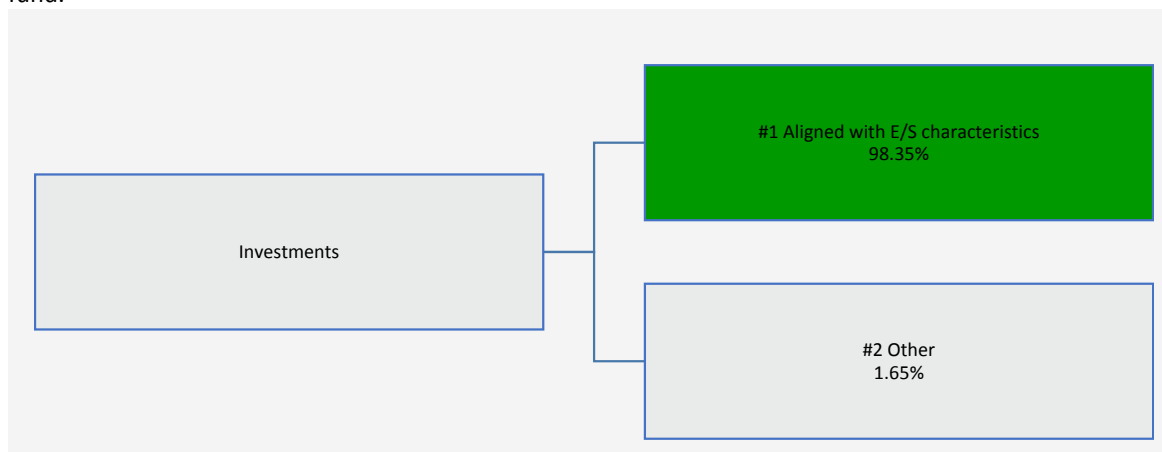 fund.
#1 Aligned with E/S characteristics
98.35%
Investments
#2 Other
1.65%